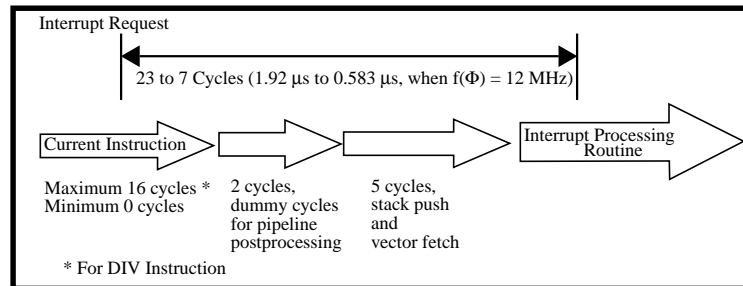 Interrupt Request
23 to 7 Cycles (1.92 µs to 0.583 µs, when f(Φ) = 12 MHz)
Current Instruction
Interrupt Processing
Routine
Maximum 16 cycles *
Minimum 0 cycles
2 cycles,
dummy cycles
for pipeline
postprocessing
5 cycles,
stack push
and
vector fetch
* For DIV Instruction